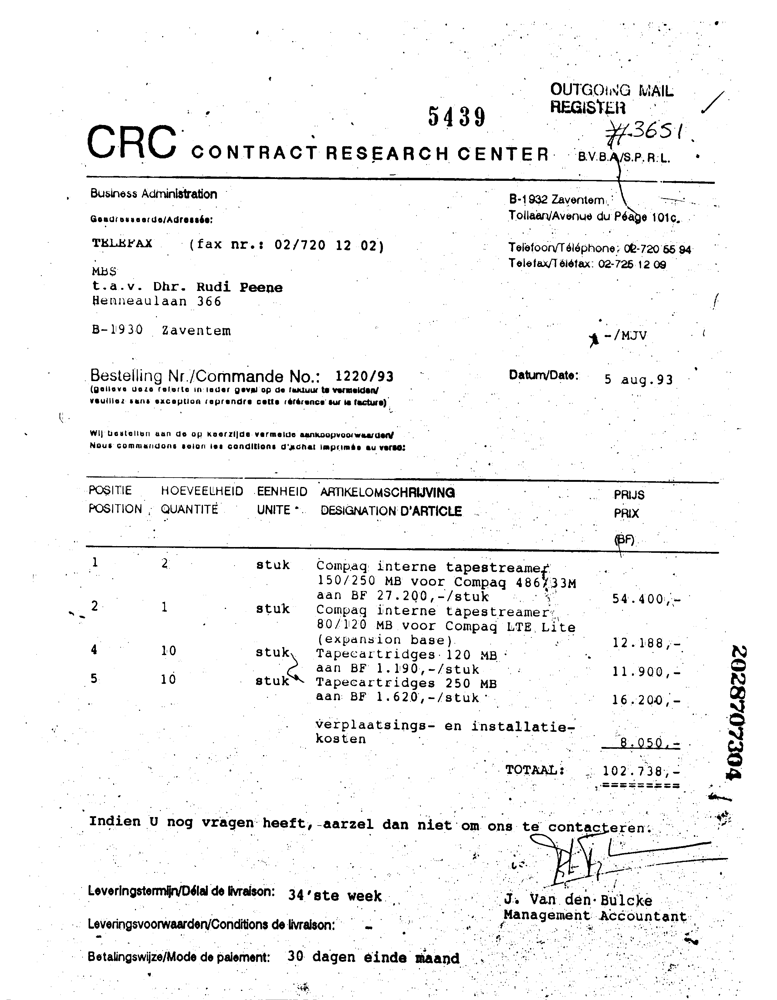 OUTGOING MAIL
REGISTER
5439
#3651
CRC CONTRACT RESEARCH CENTER B.V.B.A/S.P.R.L.
Business Administration
B-1932 Zaventem
Geadresseerde/Adressée:
Tollaan/Avenue du Péage 101c.
TELEFAX (fax nr.: 02/720 12 02)
Telefoon/Téléphone: 02-720 55 94
Telefax/Téléfax: 02-725 12 09
MBS
t.a.v. Dhr. Rudi Peene
Henneaulaan 366
B-1930 Zaventem
-/MJV
Bestelling Nr./Commande No.: 1220/93
Datum/Date: 5 aug.93
(gelieve deze referte in ieder geval op de faktuur te vermelden/
veuillez sans exception reprendre cette référence sur la facture)
Wij bestellen aan de op keerzijde vermelde aankoopvoorwaarden/
Nous commandons selon les conditions d'achat imprimée au verso:
POSITIE HOEVEELHEID EENHEID ARTIKELOMSCHRIJVING PRIJS
POSITION QUANTITÉ UNITE DESIGNATION D'ARTICLE PRIX
(BF)
1 2 stuk Compaq interne tapestreamer
150/250 MB voor Compaq 486/33M
aan BF 27.200,-/stuk 54.400,-
2 1 stuk Compaq interne tapestreamer
80/120 MB voor Compaq LTE Lite
(expansion base) 12.188,-
4 10 stuk Tapecartridges 120 MB
aan BF 1.190,-/stuk 11.900,-
5 10 stuk Tapecartridges 250 MB
aan BF 1.620,-/stuk 16.200,-
verplaatsings- en installatie-
kosten 8.050,-
TOTAAL: 102.738,-
=========
2028707304
Indien U nog vragen heeft, aarzel dan niet om ons te contacteren.
Leveringstermijn/Délai de livraison: 34'ste week
J. Van den Bulcke
Management Accountant
Leveringsvoorwaarden/Conditions de livraison: -
Betalingswijze/Mode de paiement: 30 dagen einde maand